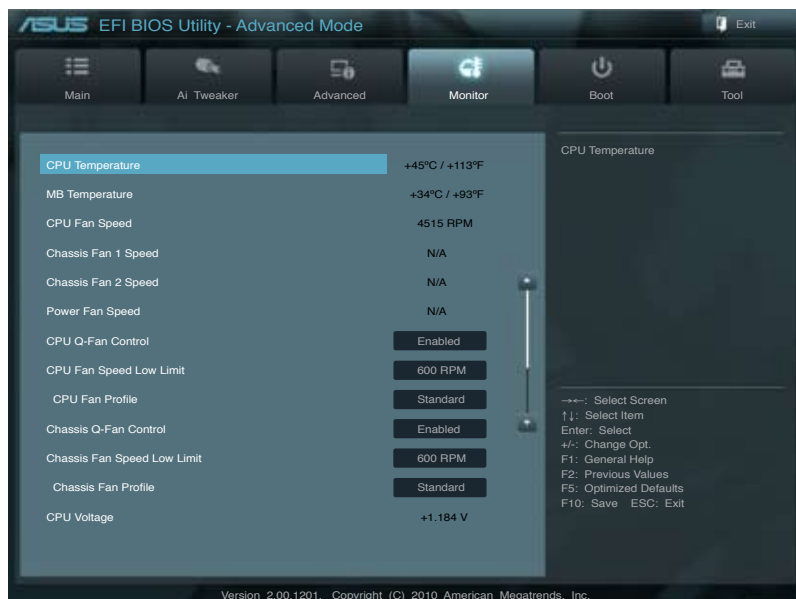 ASUS EFI BIOS Utility - Advanced Mode
Exit
Main
Ai Tweaker
Advanced
Monitor
Boot
Tool
CPU Temperature +45°C / +113°F
MB Temperature +34°C / +93°F
CPU Fan Speed 4515 RPM
Chassis Fan 1 Speed N/A
Chassis Fan 2 Speed N/A
Power Fan Speed N/A
CPU Q-Fan Control Enabled
CPU Fan Speed Low Limit 600 RPM
CPU Fan Profile Standard
Chassis Q-Fan Control Enabled
Chassis Fan Speed Low Limit 600 RPM
Chassis Fan Profile Standard
CPU Voltage +1.184 V
CPU Temperature
→←: Select Screen
↑↓: Select Item
Enter: Select
+/-: Change Opt.
F1: General Help
F2: Previous Values
F5: Optimized Defaults
F10: Save ESC: Exit
Version 2.00.1201. Copyright (C) 2010 American Megatrends, Inc.